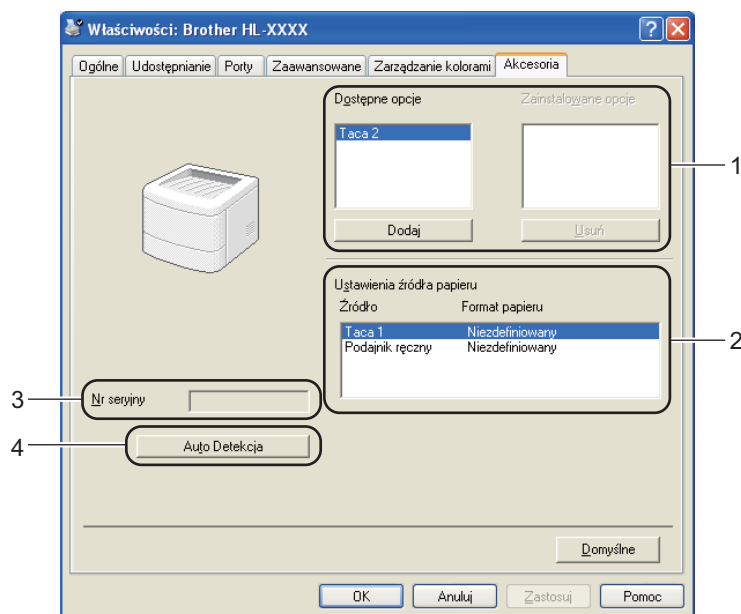 Właściwości: Brother HL-XXXX
Ogólne Udostępnianie Porty Zaawansowane Zarządzanie kolorami Akcesoria
Dostępne opcje Zainstalowane opcje
Taca 2
1
Dodaj Usuń
Ustawienia źródła papieru
Źródło Format papieru
Taca 1 Niezdefiniowany
Podajnik ręczny Niezdefiniowany
2
3 Nr seryjny
4 Auto Detekcja
Domyślne
OK Anuluj Zastosuj Pomoc